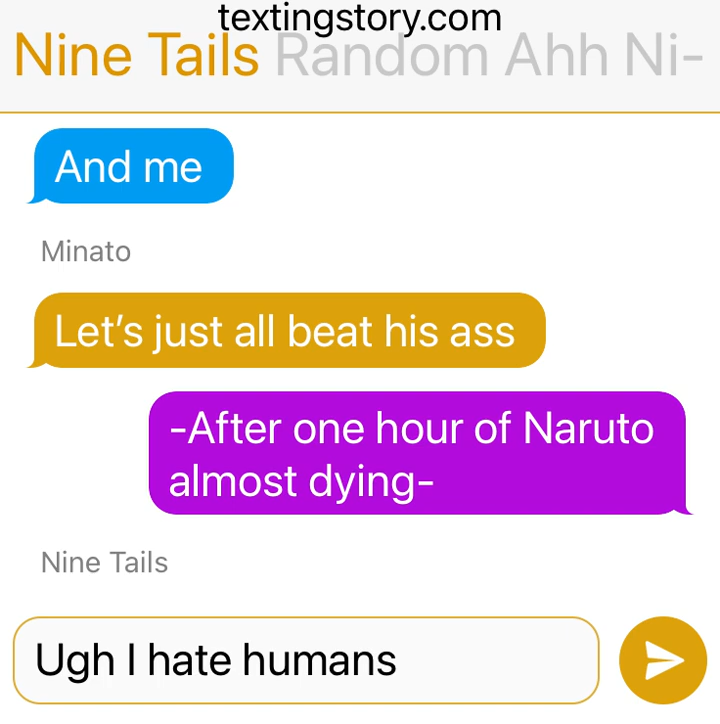 textingstory.com
Nine Tails Random Ahh Ni-
And me
Minato
Let’s just all beat his ass
-After one hour of Naruto
almost dying-
Nine Tails
Ugh I hate humans